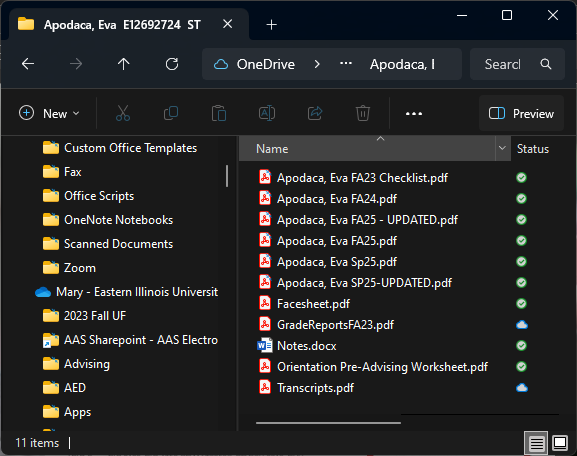 Apodaca, Eva E12692724 ST
OneDrive
Apodaca, I
Searcl
New
Preview
Custom Office Templates
Fax
Office Scripts
OneNote Notebooks
Scanned Documents
Zoom
Mary - Eastern Illinois Universit
2023 Fall UF
AAS Sharepoint - AAS Electro
Advising
AED
Apps
Name
Status
Apodaca, Eva FA23 Checklist.pdf
Apodaca, Eva FA24.pdf
Apodaca, Eva FA25 - UPDATED.pdf
Apodaca, Eva FA25.pdf
Apodaca, Eva Sp25.pdf
Apodaca, Eva SP25-UPDATED.pdf
Facesheet.pdf
GradeReportsFA23.pdf
Notes.docx
Orientation Pre-Advising Worksheet.pdf
Transcripts.pdf
11 items